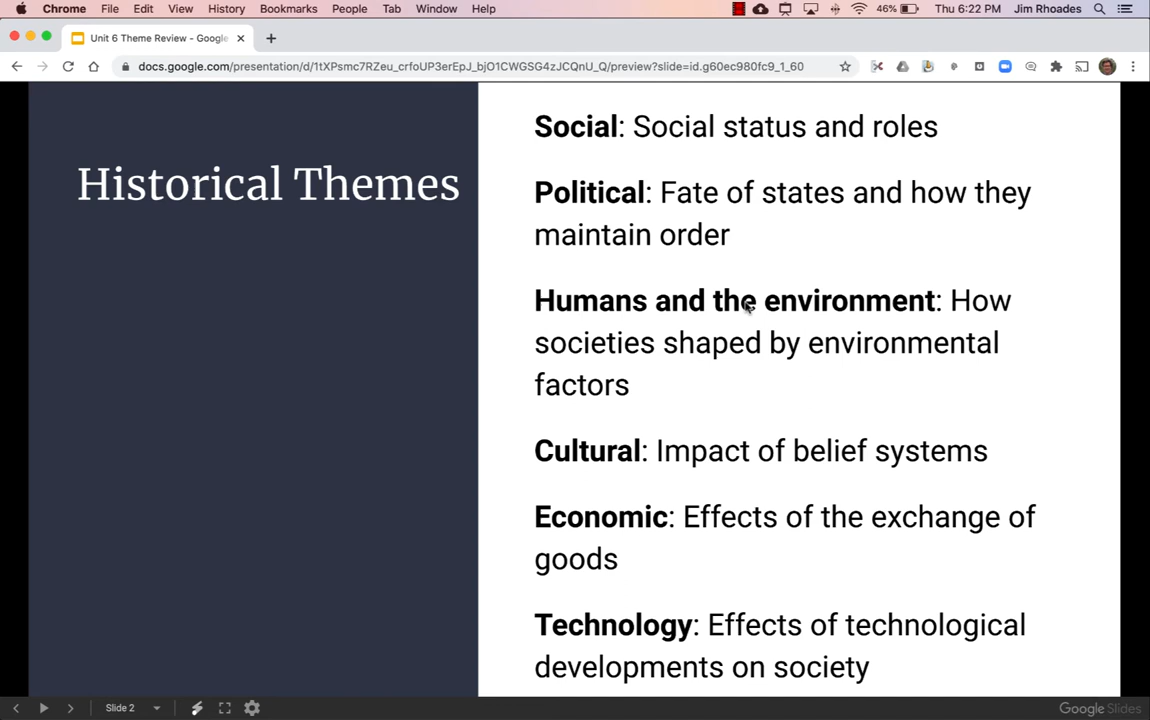 Chrome File Edit View Historical Bookmarks People Tab Window Help 46% Thu 6:22 PM Jim Rhoades
Unit 6 Theme Review - Google
docs.google.com/presentation/d/1tXPsmc7RZeu_crfoUP3erEpJ_bjO1CWGSG4zJCQnU_Q/preview?slide=id.g60ec980fc9_1_60
Historical Themes
Social: Social status and roles
Political: Fate of states and how they
maintain order
Humans and the environment: How
societies shaped by environmental
factors
Cultural: Impact of belief systems
Economic: Effects of the exchange of
goods
Technology: Effects of technological
developments on society
Slide 2
Google Slides